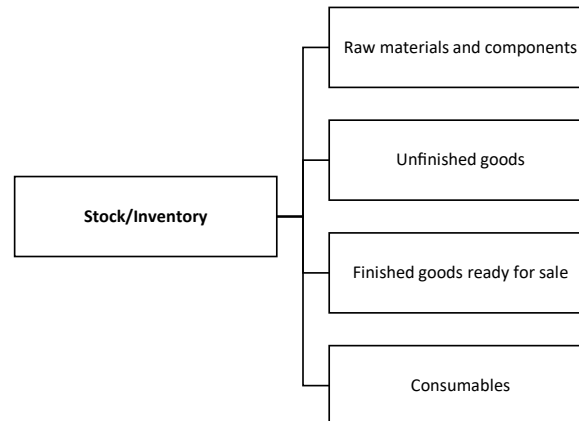 Raw materials and components
Unfinished goods
Stock/Inventory
Finished goods ready for sale
Consumables